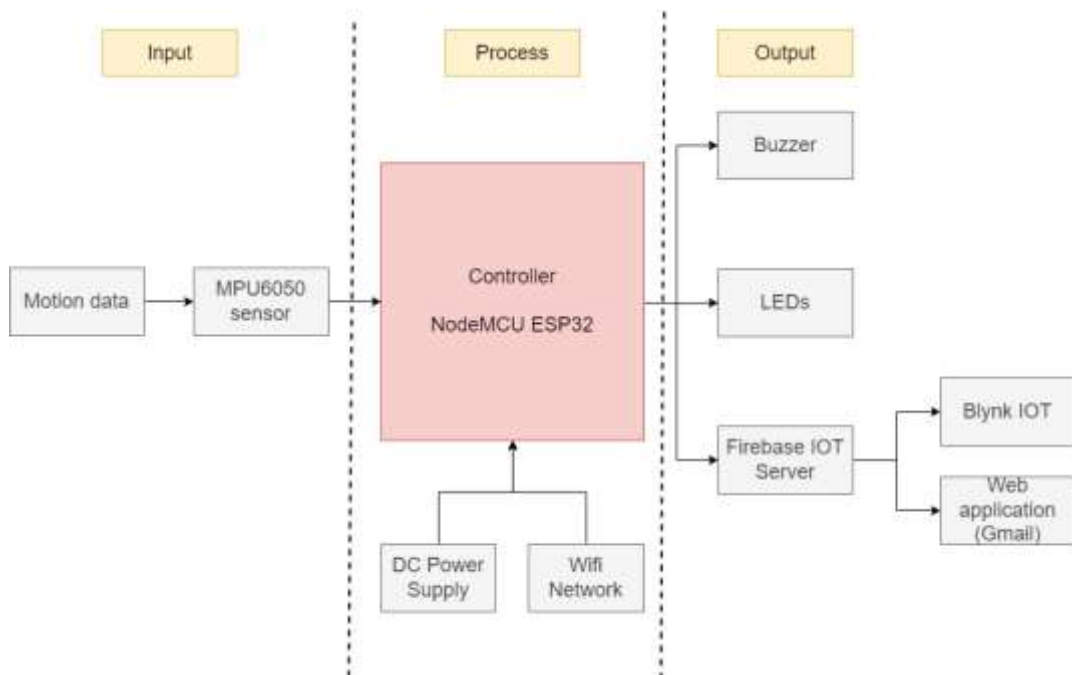 Input
Process
Output
Motion data
MPU6050
sensor
Controller
NodeMCU ESP32
DC Power
Supply
Wifi
Network
Buzzer
LEDs
Firebase IOT
Server
Blynk IOT
Web
application
(Gmail)